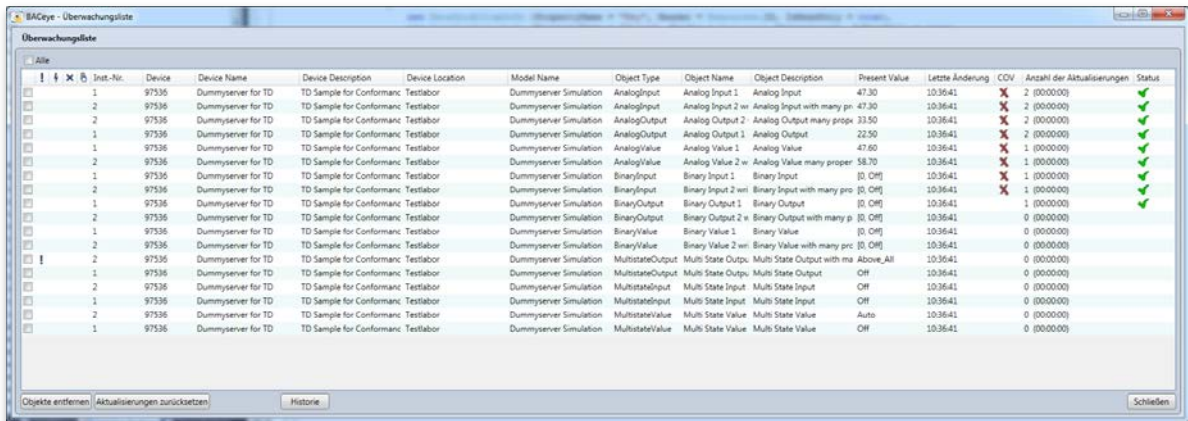 BACeye - Überwachungsliste
Überwachungsliste
Alle
! Inst.-Nr. Device Device Name Device Description Device Location Model Name Object Type Object Name Object Description Present Value Letzte Änderung COV Anzahl der Aktualisierungen Status
1 97536 Dummyserver for TD TD Sample for Conformanc Testlabor Dummyserver Simulation AnalogInput Analog Input 1 Analog Input 47.30 10:36:41 2 (00:00:00)
2 97536 Dummyserver for TD TD Sample for Conformanc Testlabor Dummyserver Simulation AnalogInput Analog Input 2 wr Analog Input with many pr 47.30 10:36:41 2 (00:00:00)
2 97536 Dummyserver for TD TD Sample for Conformanc Testlabor Dummyserver Simulation AnalogOutput Analog Output 2 Analog Output many prope 33.50 10:36:41 2 (00:00:00)
1 97536 Dummyserver for TD TD Sample for Conformanc Testlabor Dummyserver Simulation AnalogOutput Analog Output 1 Analog Output 22.50 10:36:41 2 (00:00:00)
1 97536 Dummyserver for TD TD Sample for Conformanc Testlabor Dummyserver Simulation AnalogValue Analog Value 1 Analog Value 47.60 10:36:41 1 (00:00:00)
2 97536 Dummyserver for TD TD Sample for Conformanc Testlabor Dummyserver Simulation AnalogValue Analog Value 2 w Analog Value many proper 58.70 10:36:41 1 (00:00:00)
1 97536 Dummyserver for TD TD Sample for Conformanc Testlabor Dummyserver Simulation BinaryInput Binary Input 1 Binary Input [0, Off] 10:36:41 1 (00:00:00)
2 97536 Dummyserver for TD TD Sample for Conformanc Testlabor Dummyserver Simulation BinaryInput Binary Input 2 wri Binary Input with many pro [0, Off] 10:36:41 1 (00:00:00)
1 97536 Dummyserver for TD TD Sample for Conformanc Testlabor Dummyserver Simulation BinaryOutput Binary Output 1 Binary Output [0, Off] 10:36:41 1 (00:00:00)
2 97536 Dummyserver for TD TD Sample for Conformanc Testlabor Dummyserver Simulation BinaryOutput Binary Output 2 w Binary Output with many p [0, Off] 10:36:41 0 (00:00:00)
1 97536 Dummyserver for TD TD Sample for Conformanc Testlabor Dummyserver Simulation BinaryValue Binary Value 1 Binary Value [0, Off] 10:36:41 0 (00:00:00)
2 97536 Dummyserver for TD TD Sample for Conformanc Testlabor Dummyserver Simulation BinaryValue Binary Value 2 wri Binary Value with many prc [0, Off] 10:36:41 0 (00:00:00)
! 2 97536 Dummyserver for TD TD Sample for Conformanc Testlabor Dummyserver Simulation MultistateOutput Multi State Outpu Multi State Output with ma Above_All 10:36:41 0 (00:00:00)
1 97536 Dummyserver for TD TD Sample for Conformanc Testlabor Dummyserver Simulation MultistateOutput Multi State Outpu Multi State Output Off 10:36:41 0 (00:00:00)
2 97536 Dummyserver for TD TD Sample for Conformanc Testlabor Dummyserver Simulation MultistateInput Multi State Input Multi State Input Off 10:36:41 0 (00:00:00)
1 97536 Dummyserver for TD TD Sample for Conformanc Testlabor Dummyserver Simulation MultistateInput Multi State Input Multi State Input Off 10:36:41 0 (00:00:00)
2 97536 Dummyserver for TD TD Sample for Conformanc Testlabor Dummyserver Simulation MultistateValue Multi State Value Multi State Value Auto 10:36:41 0 (00:00:00)
1 97536 Dummyserver for TD TD Sample for Conformanc Testlabor Dummyserver Simulation MultistateValue Multi State Value Multi State Value Off 10:36:41 0 (00:00:00)
Objekte entfernen Aktualisierungen zurücksetzen Historie Schließen